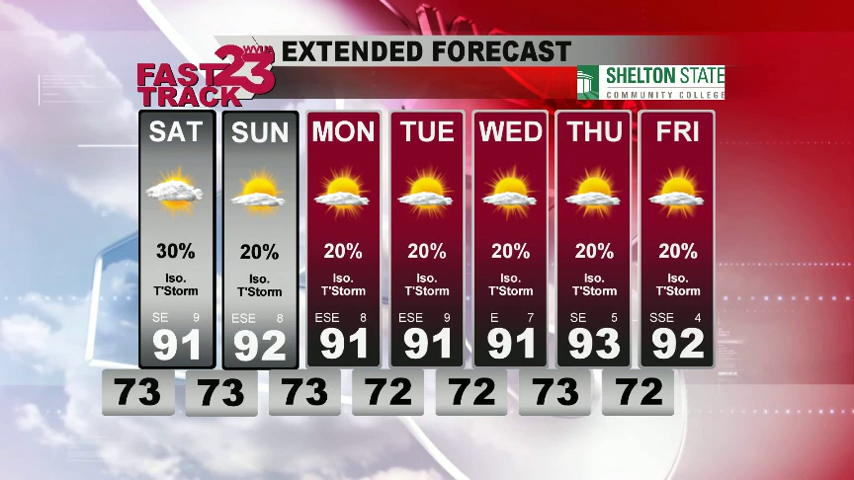 WVUA
23
FAST
TRACK
EXTENDED FORECAST
SHELTON STATE
COMMUNITY COLLEGE
SAT SUN MON TUE WED THU FRI
30% 20% 20% 20% 20% 20% 20%
Iso. Iso. Iso. Iso. Iso. Iso. Iso.
T'Storm T'Storm T'Storm T'Storm T'Storm T'Storm T'Storm
SE 9 ESE 8 ESE 8 ESE 9 E 7 SE 5 SSE 4
91 92 91 91 91 93 92
73 73 73 72 72 73 72